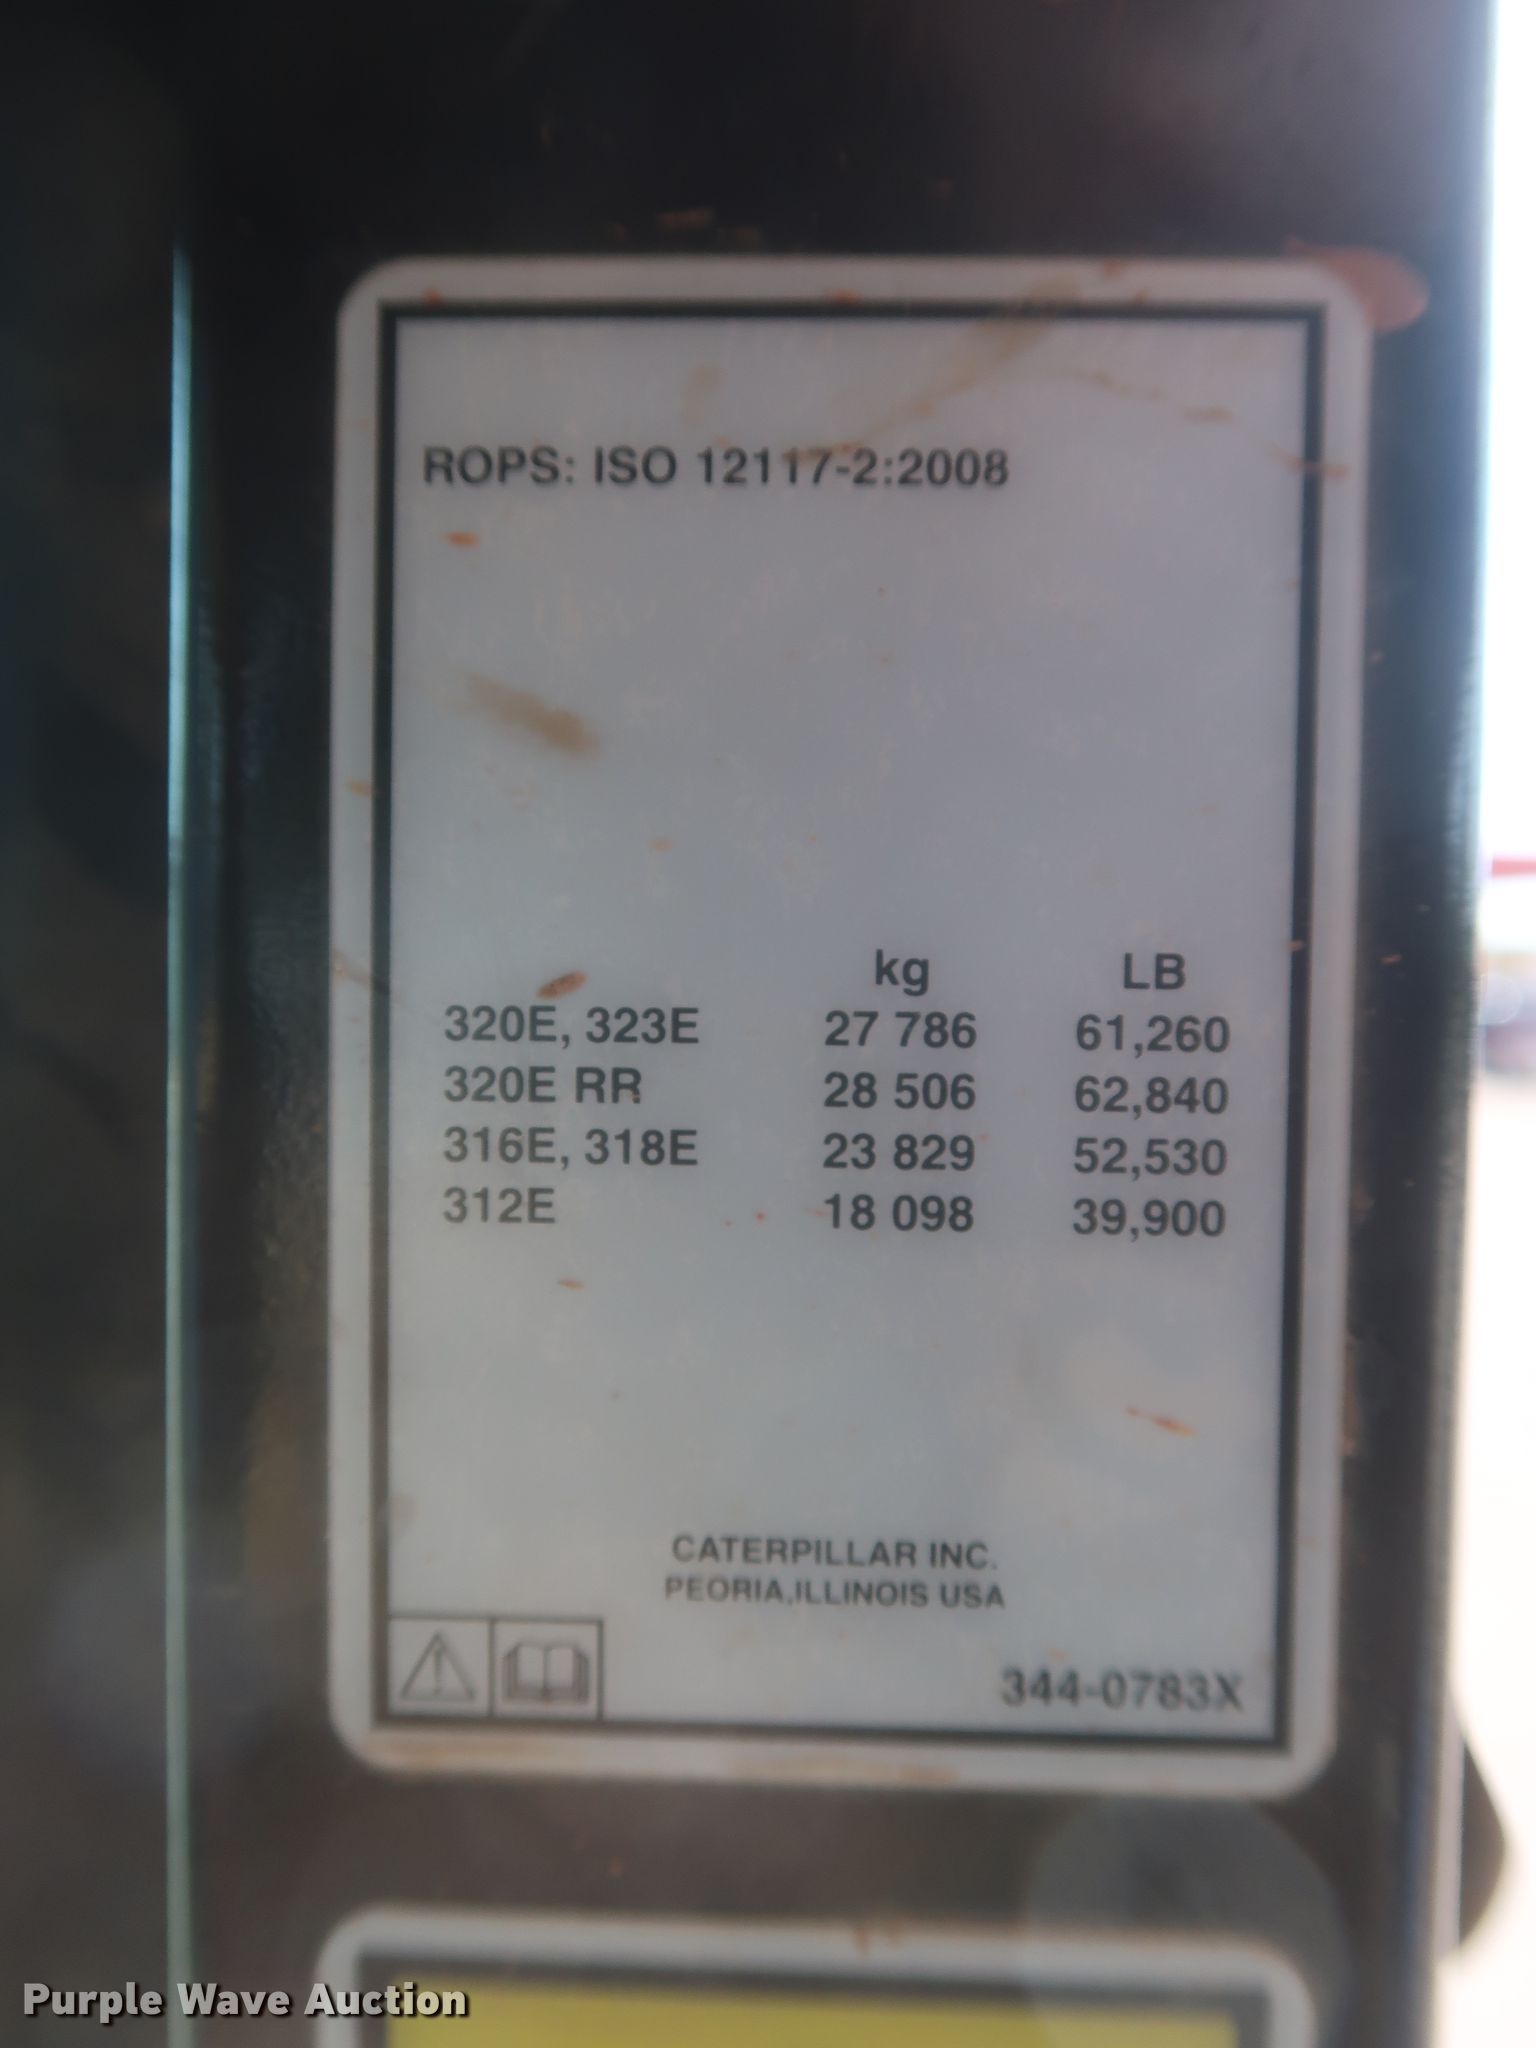 ROPS: ISO 12117-2:2008
kg LB
320E, 323E 27 786 61,260
320E RR 28 506 62,840
316E, 318E 23 829 52,530
312E 18 098 39,900
CATERPILLAR INC.
PEORIA,ILLINOIS USA
344-0783X
Purple Wave Auction